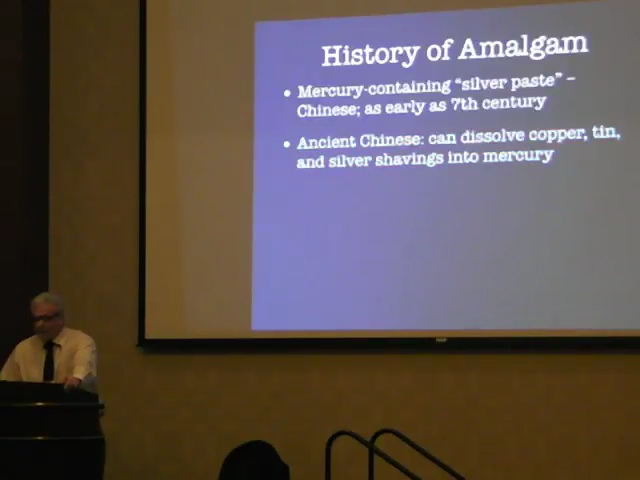 History of Amalgam
• Mercury-containing “silver paste” –
Chinese; as early as 7th century
• Ancient Chinese: can dissolve copper, tin,
and silver shavings into mercury